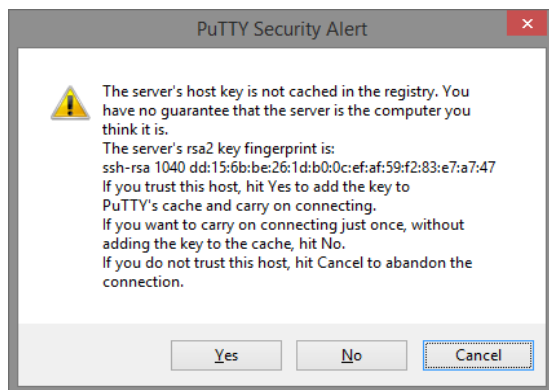 PuTTY Security Alert
The server's host key is not cached in the registry. You
have no guarantee that the server is the computer you
think it is.
The server's rsa2 key fingerprint is:
ssh-rsa 1040 dd:15:6b:be:26:1d:b0:0c:ef:af:59:f2:83:e7:a7:47
If you trust this host, hit Yes to add the key to
PuTTY's cache and carry on connecting.
If you want to carry on connecting just once, without
adding the key to the cache, hit No.
If you do not trust this host, hit Cancel to abandon the
connection.
Yes No Cancel